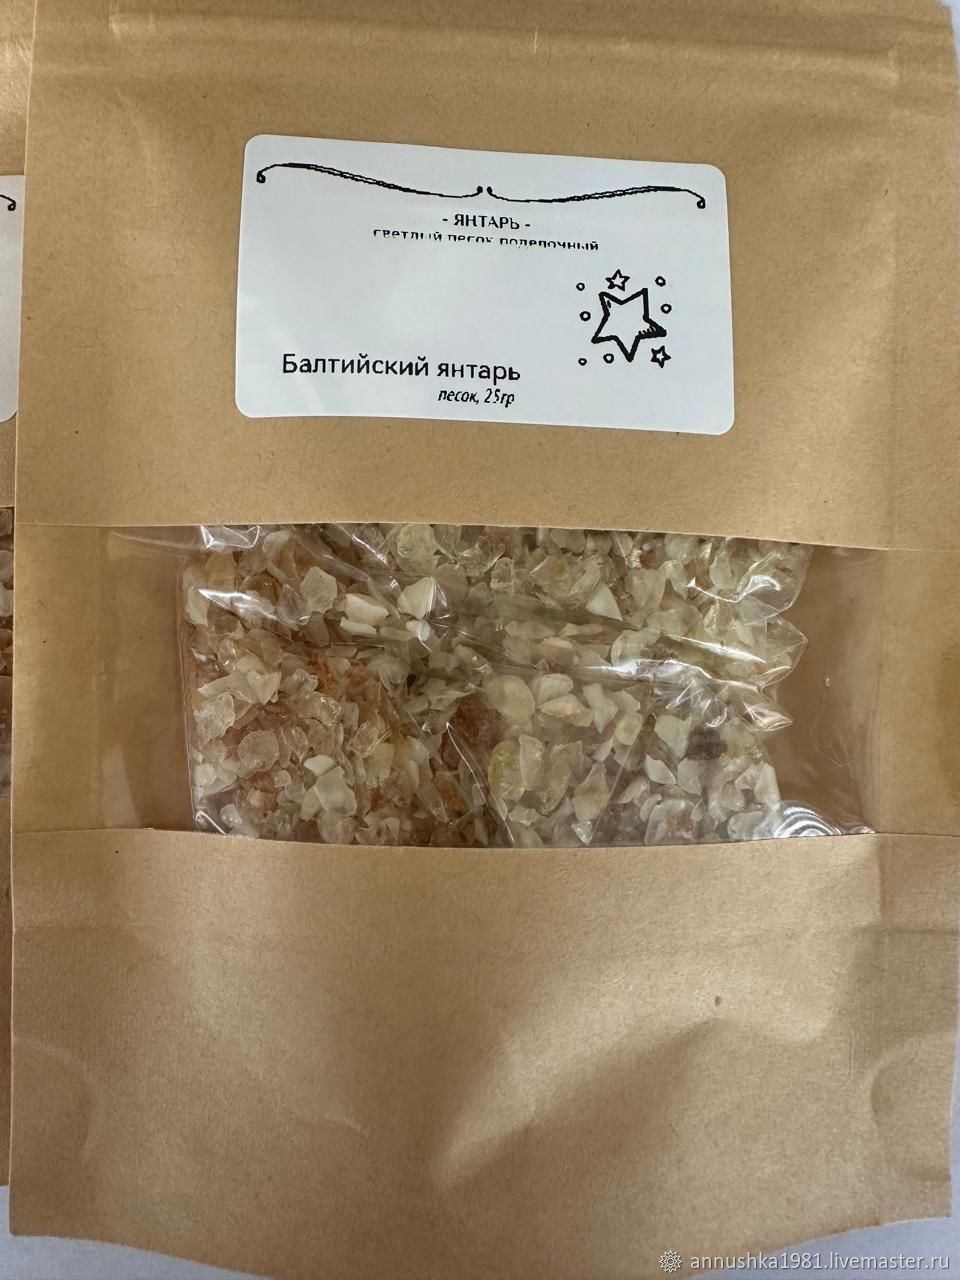 - ЯНТАРЬ -
светлый песок поделочный
Балтийский янтарь
песок, 25гр
annushka1981.livemaster.ru